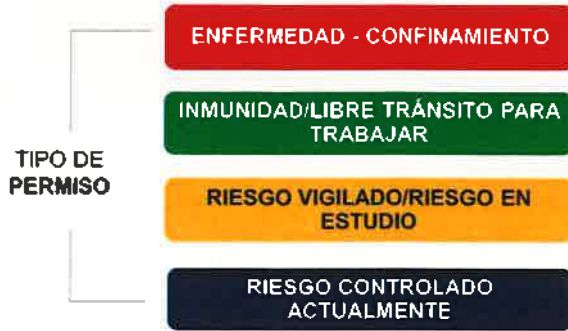 TIPO DE
PERMISO
ENFERMEDAD - CONFINAMIENTO
INMUNIDAD/LIBRE TRÁNSITO PARA
TRABAJAR
RIESGO VIGILADO/RIESGO EN
ESTUDIO
RIESGO CONTROLADO
ACTUALMENTE